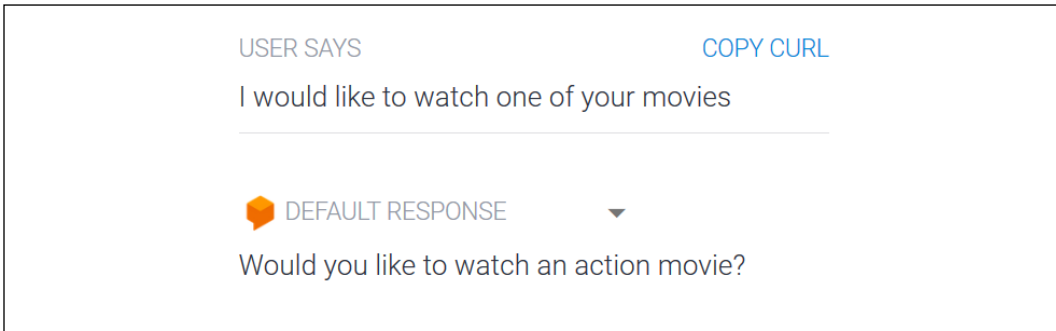 USER SAYS COPY CURL
I would like to watch one of your movies
DEFAULT RESPONSE
Would you like to watch an action movie?